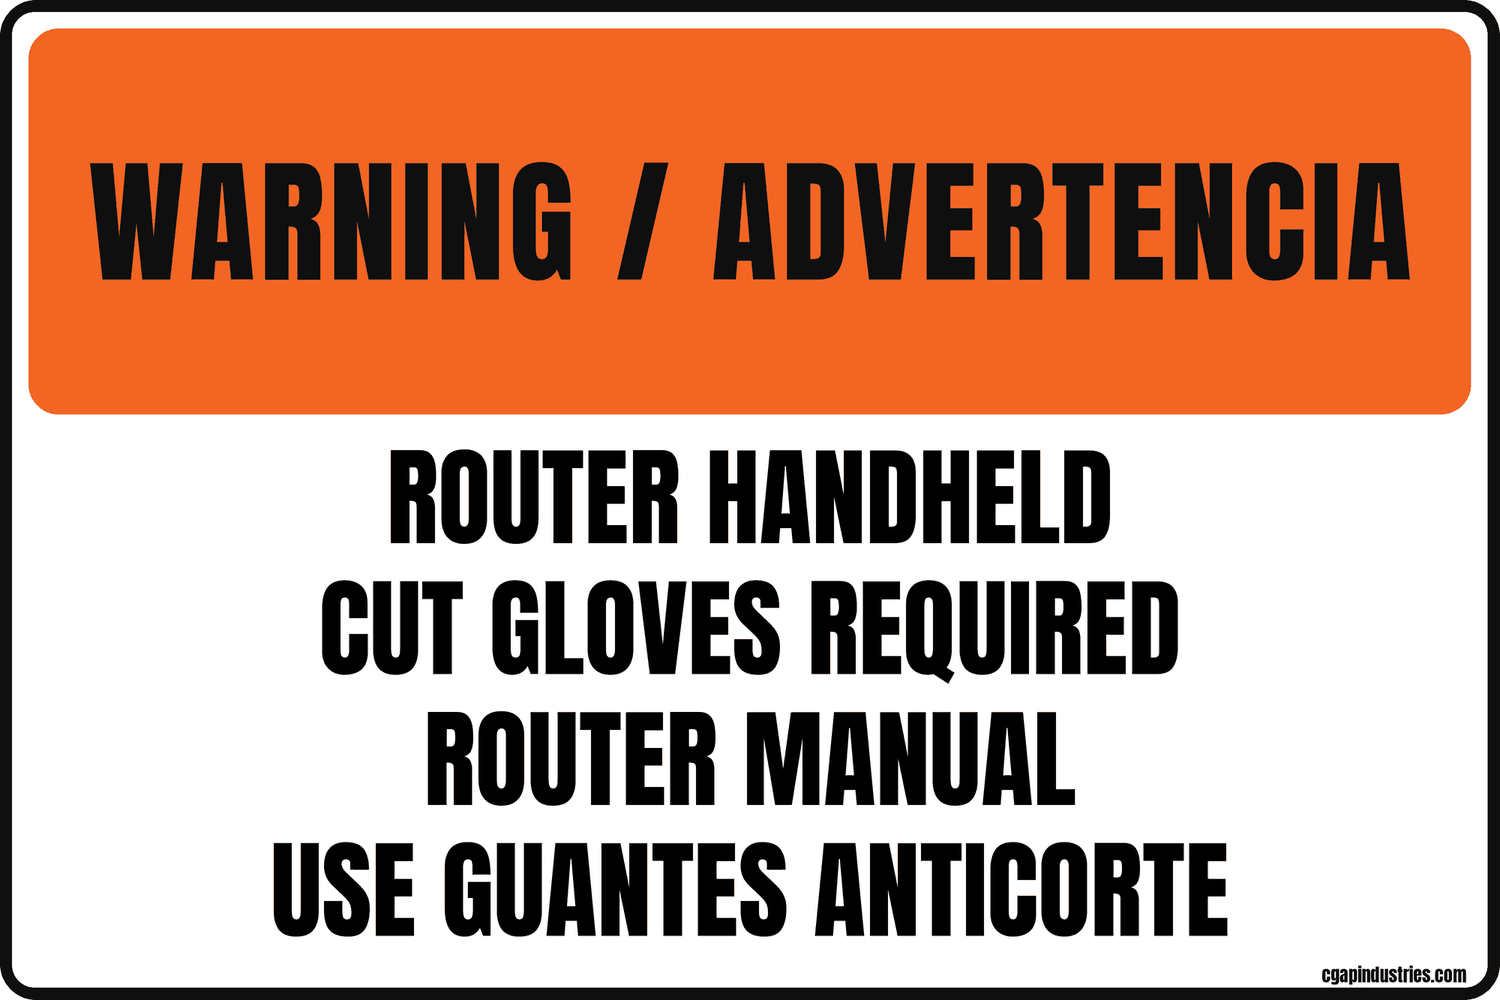 WARNING / ADVERTENCIA
ROUTER HANDHELD
CUT GLOVES REQUIRED
ROUTER MANUAL
USE GUANTES ANTICORTE
cgapindustries.com